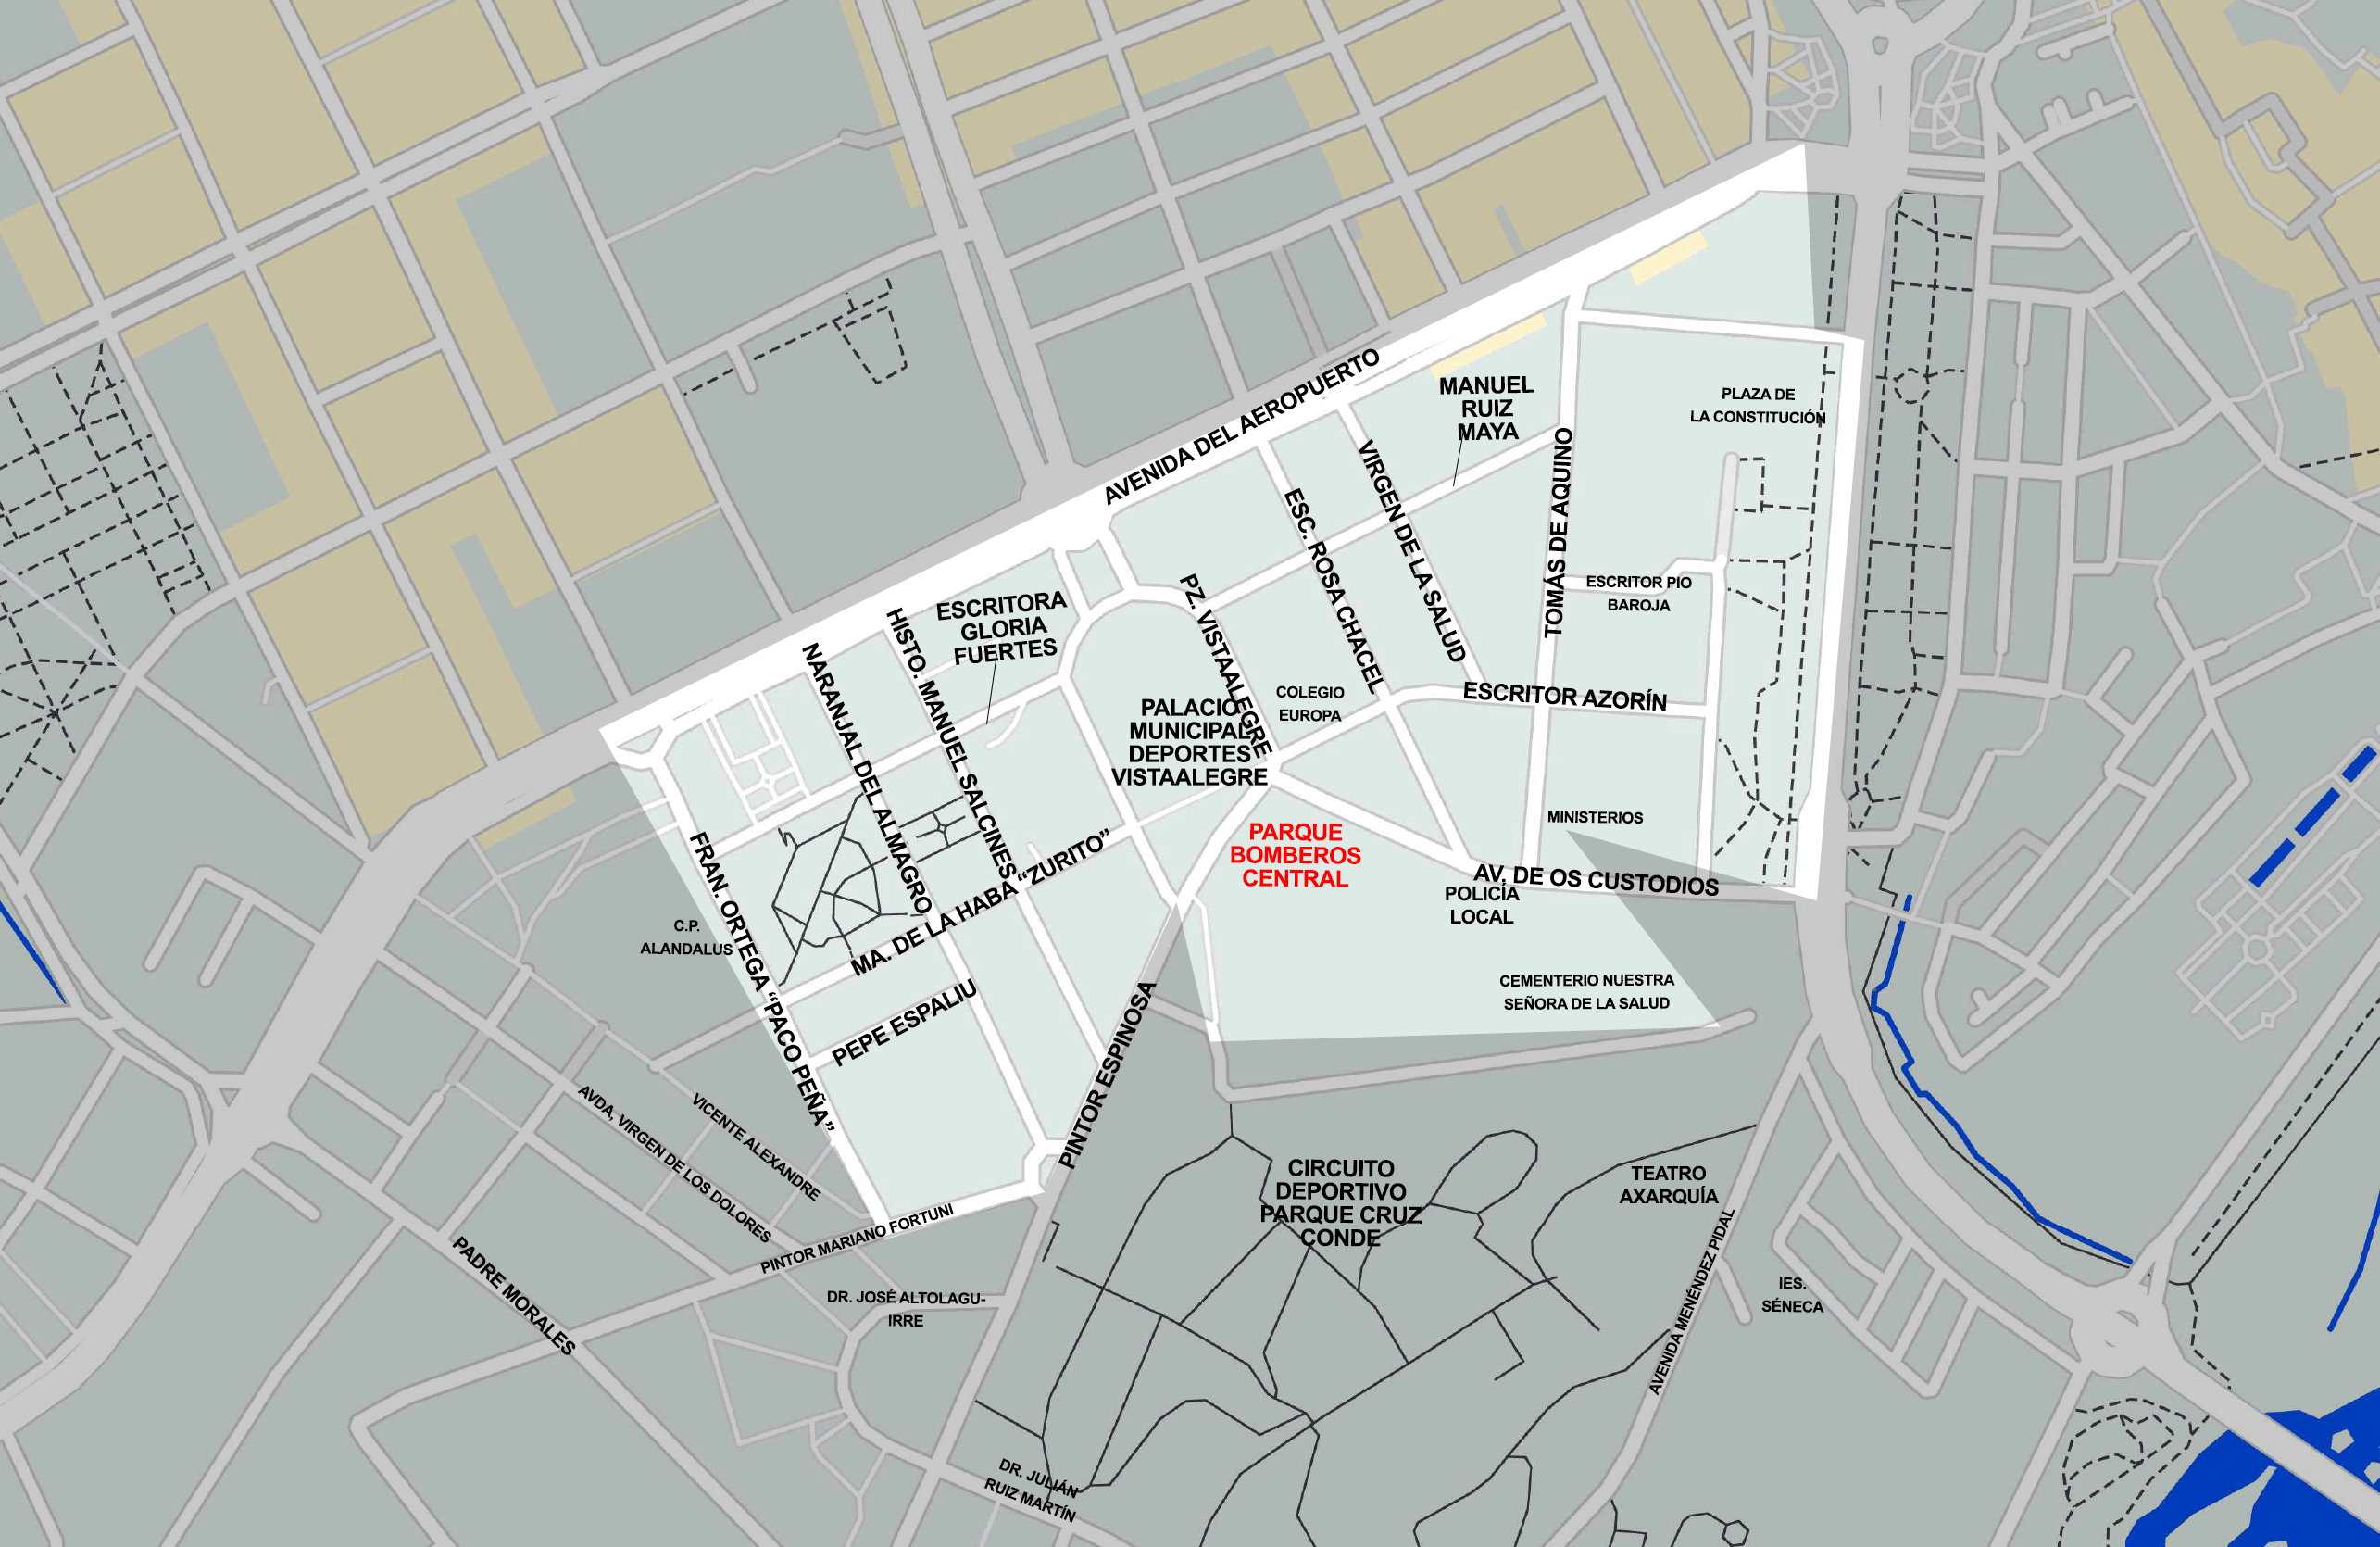 AVENIDA DEL AEROPUERTO
MANUEL
RUIZ
MAYA
PLAZA DE
LA CONSTITUCIÓN
VIRGEN DE LA SALUD
TOMÁS DE AQUINO
ESC. ROSA CHACEL
PZ. VISTAALEGRE
ESCRITOR PIO
BAROJA
ESCRITORA
GLORIA
FUERTES
HISTO. MANUEL SALCINES
NARANJAL DEL ALMAGRO
PALACIO
MUNICIPAL
DEPORTES
VISTAALEGRE
COLEGIO
EUROPA
ESCRITOR AZORÍN
MINISTERIOS
PARQUE
BOMBEROS
CENTRAL
AV. DE OS CUSTODIOS
POLICÍA
LOCAL
FRAN. ORTEGA “PACO PEÑA”
MA. DE LA HABA “ZURITO”
C.P.
ALANDALUS
PEPE ESPALIU
PINTOR ESPINOSA
CEMENTERIO NUESTRA
SEÑORA DE LA SALUD
VICENTE ALEXANDRE
AVDA, VIRGEN DE LOS DOLORES
PINTOR MARIANO FORTUNI
PADRE MORALES
CIRCUITO
DEPORTIVO
PARQUE CRUZ
CONDE
TEATRO
AXARQUÍA
AVENIDA MENÉNDEZ PIDAL
IES.
SÉNECA
DR. JOSÉ ALTOLAGU-
IRRE
DR. JULIÁN
RUIZ MARTÍN